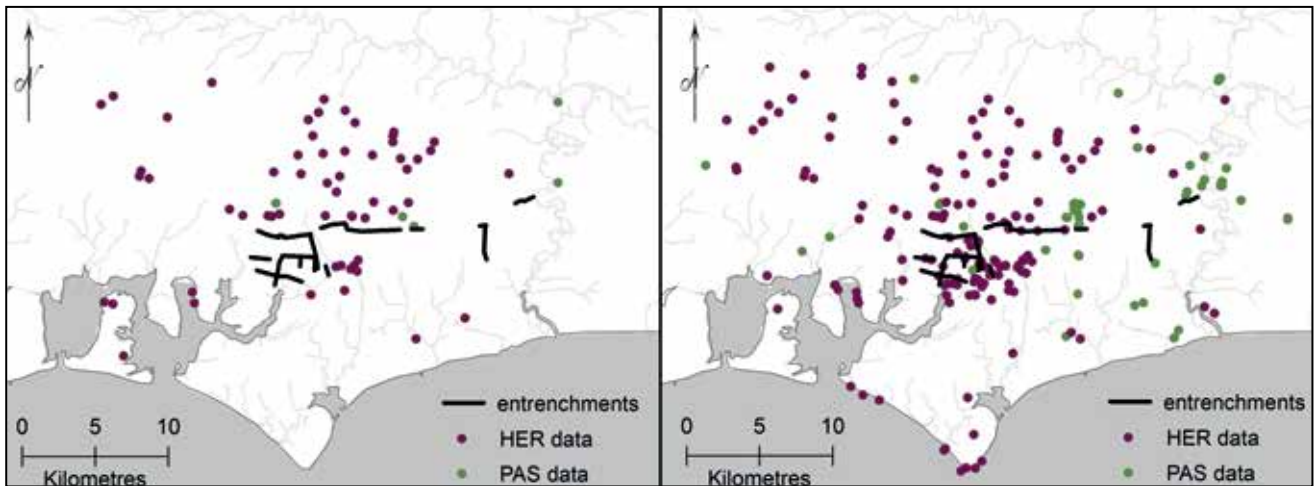 N
entrenchments
0 5 10
HER data
Kilometres
PAS data
N
entrenchments
0 5 10
HER data
Kilometres
PAS data